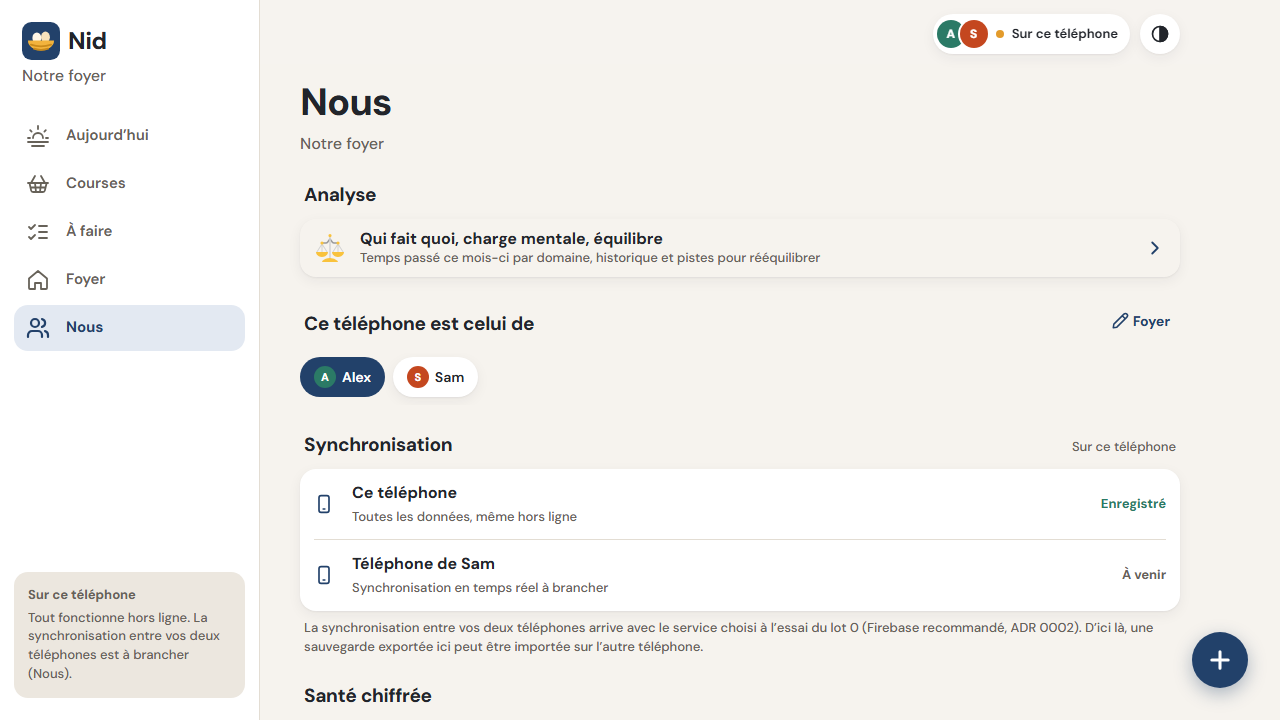 Nid
Notre foyer
Aujourd’hui
Courses
À faire
Foyer
Nous
Sur ce téléphone
Tout fonctionne hors ligne. La
synchronisation entre vos deux
téléphones est à brancher
(Nous).
A S Sur ce téléphone
Nous
Notre foyer
Analyse
Qui fait quoi, charge mentale, équilibre
Temps passé ce mois-ci par domaine, historique et pistes pour rééquilibrer
Ce téléphone est celui de
Foyer
A Alex
S Sam
Synchronisation
Sur ce téléphone
Ce téléphone
Toutes les données, même hors ligne
Enregistré
Téléphone de Sam
Synchronisation en temps réel à brancher
À venir
La synchronisation entre vos deux téléphones arrive avec le service choisi à l’essai du lot 0 (Firebase recommandé, ADR 0002). D’ici là, une
sauvegarde exportée ici peut être importée sur l’autre téléphone.
Santé chiffrée